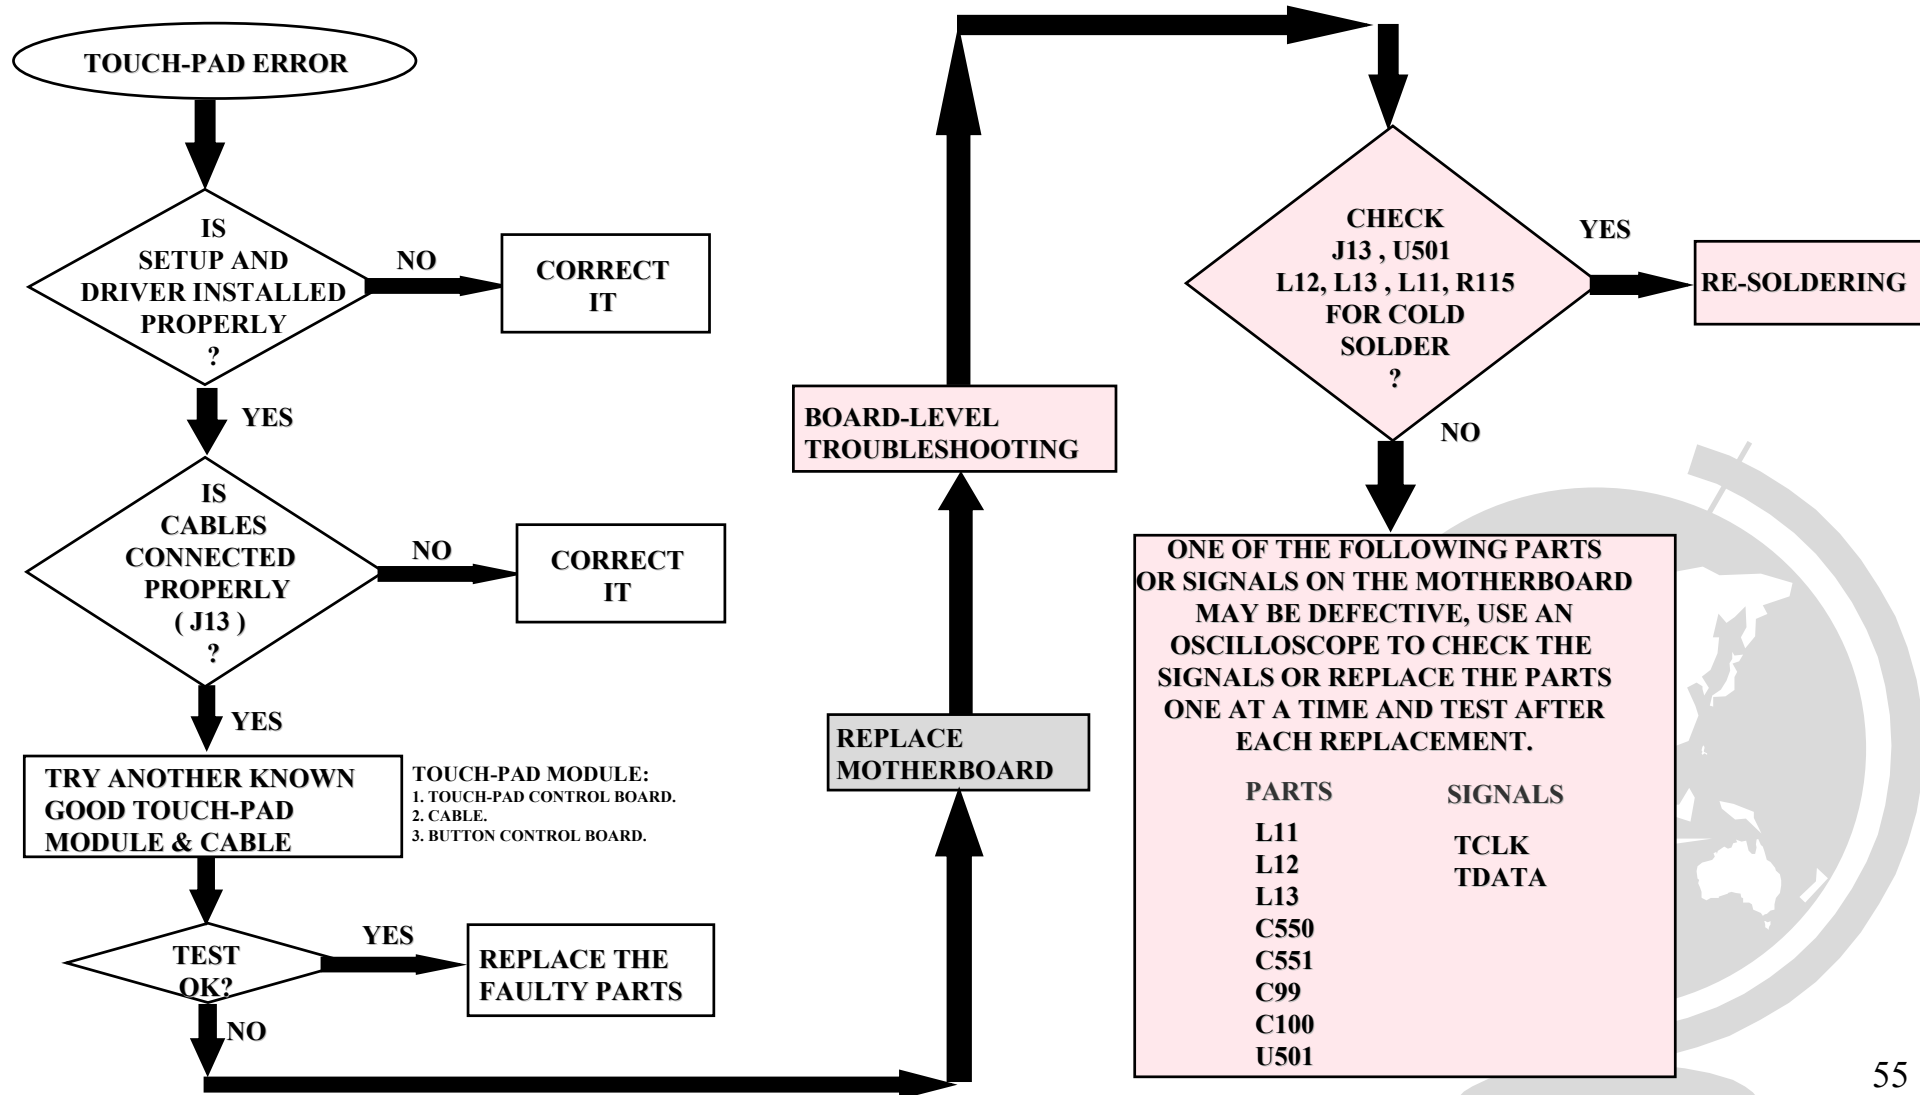 TOUCH-PAD ERROR
IS
SETUP AND
DRIVER INSTALLED
PROPERLY
?
NO
CORRECT
IT
YES
IS
CABLES
CONNECTED
PROPERLY
( J13 )
?
NO
CORRECT
IT
YES
TRY ANOTHER KNOWN
GOOD TOUCH-PAD
MODULE & CABLE
TOUCH-PAD MODULE:
1. TOUCH-PAD CONTROL BOARD.
2. CABLE.
3. BUTTON CONTROL BOARD.
TEST
OK?
YES
REPLACE THE
FAULTY PARTS
NO
REPLACE
MOTHERBOARD
BOARD-LEVEL
TROUBLESHOOTING
CHECK
J13 , U501
L12, L13 , L11, R115
FOR COLD
SOLDER
?
YES
RE-SOLDERING
NO
ONE OF THE FOLLOWING PARTS
OR SIGNALS ON THE MOTHERBOARD
MAY BE DEFECTIVE, USE AN
OSCILLOSCOPE TO CHECK THE
SIGNALS OR REPLACE THE PARTS
ONE AT A TIME AND TEST AFTER
EACH REPLACEMENT.
PARTS
L11
L12
L13
C550
C551
C99
C100
U501
SIGNALS
TCLK
TDATA
55